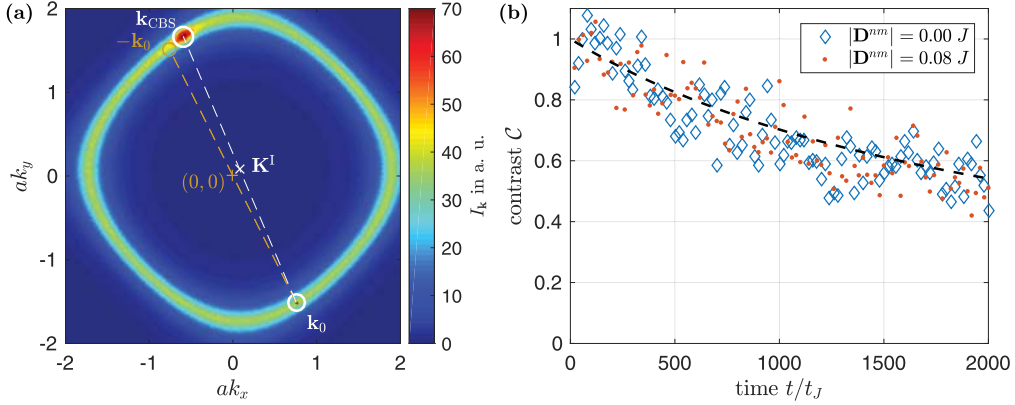 (a)
2
1
0
-1
-2
ak_y
-2
-1
0
1
2
ak_x
k_CBS
−k_0
(0, 0)
K^I
k_0
70
60
50
40
30
20
10
0
I_k in a. u.
(b)
1
0.8
0.6
0.4
0.2
0
contrast C
0
500
1000
1500
2000
time t/t_J
|D^{nm}| = 0.00 J
|D^{nm}| = 0.08 J